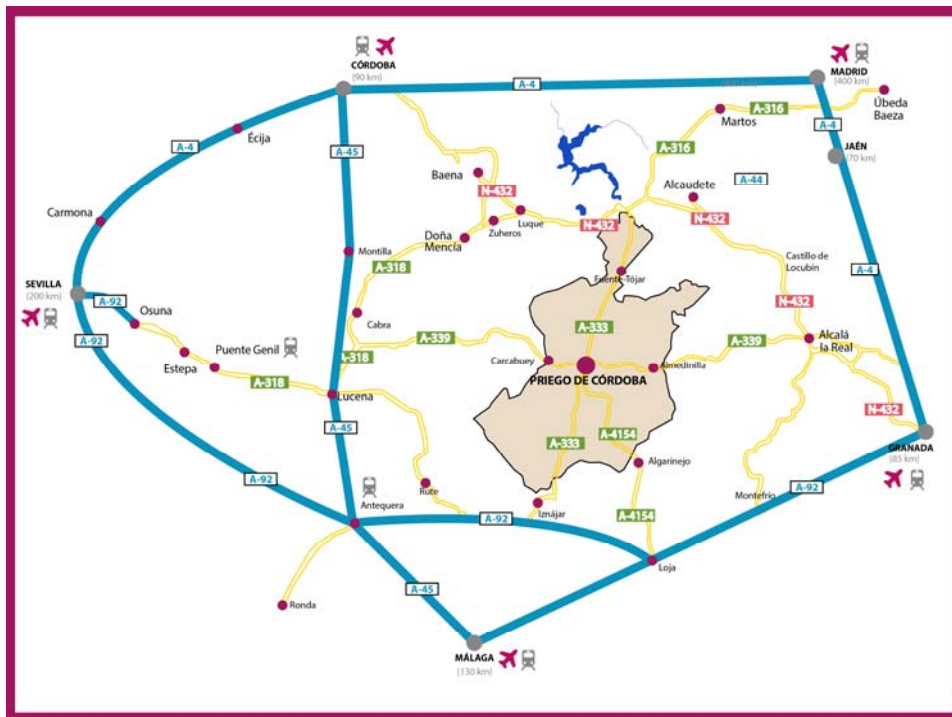 CÓRDOBA
(90 km)
MADRID
(400 km)
A-4
A-316
Úbeda
Baeza
Martos
A-4
Écija
A-4
A-45
A-316
JAÉN
(70 km)
Baena
N-432
A-44
Alcaudete
Carmona
Luque
Zuheros
N-432
N-432
Doña
Mencía
Montilla
A-318
Castillo de
Locubín
A-4
SEVILLA
(200 km)
A-92
Fuente-Tójar
Osuna
N-432
Cabra
A-333
A-92
Puente Genil
A-339
A-339
Alcalá
la Real
Estepa
A-318
Carcabuey
Almedinilla
A-318
PRIEGO DE CÓRDOBA
Lucena
N-432
A-45
A-333
A-4154
GRANADA
(85 km)
Algarinejo
A-92
Rute
A-92
Montefrío
Antequera
Iznájar
A-92
A-4154
Loja
A-45
Ronda
MÁLAGA
(130 km)